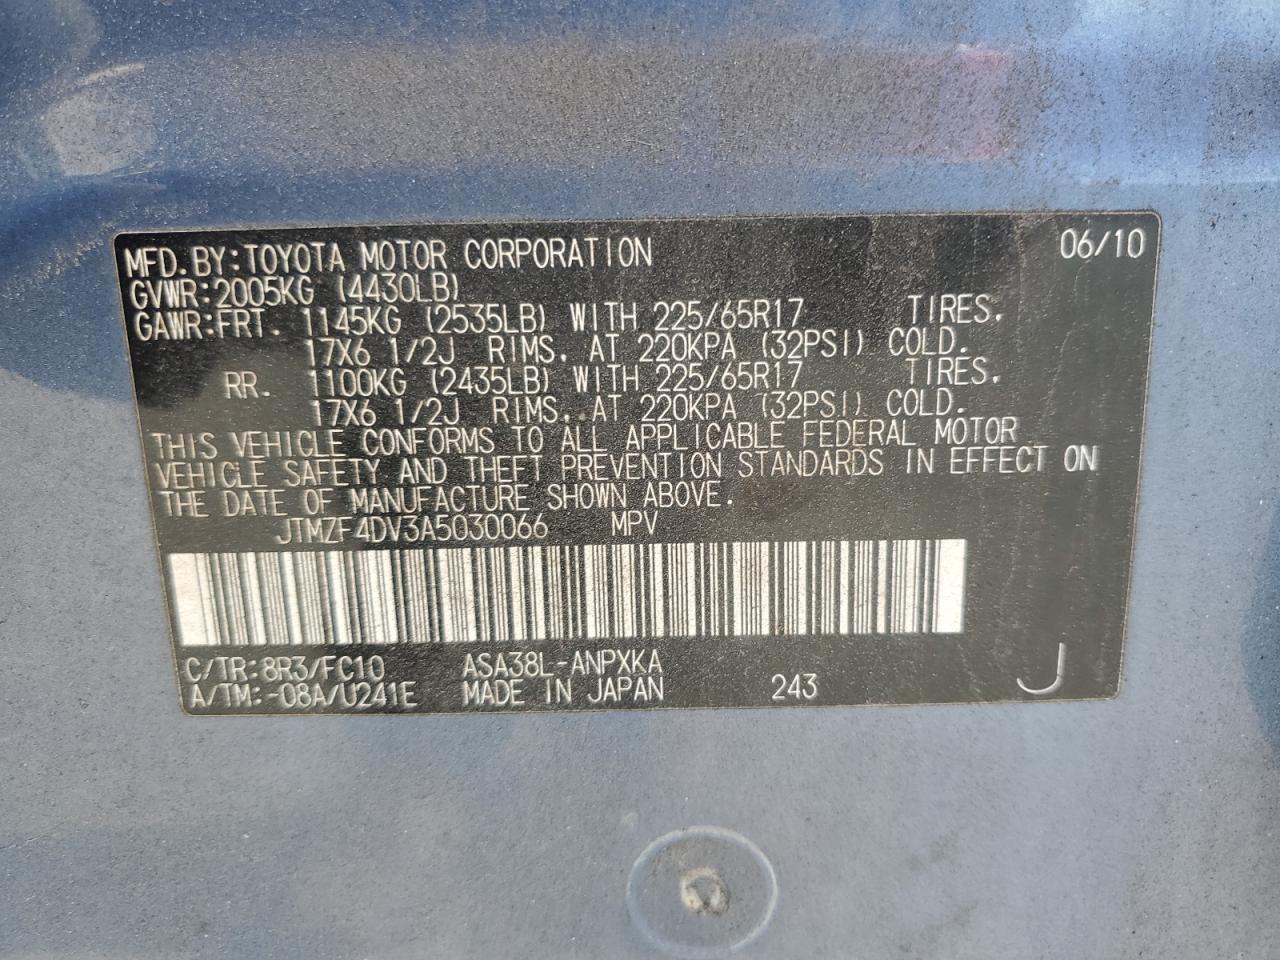 MFD. BY: TOYOTA MOTOR CORPORATION 06/10
GVWR: 2005KG (4430LB)
GAWR: FRT. 1145KG (2535LB) WITH 225/65R17 TIRES.
17X6 1/2J RIMS. AT 220KPA (32PSI) COLD.
RR. 1100KG (2435LB) WITH 225/65R17 TIRES.
17X6 1/2J RIMS. AT 220KPA (32PSI) COLD.
THIS VEHICLE CONFORMS TO ALL APPLICABLE FEDERAL MOTOR
VEHICLE SAFETY AND THEFT PREVENTION STANDARDS IN EFFECT ON
THE DATE OF MANUFACTURE SHOWN ABOVE.
JTMZF4DV3A5030066 MPV
C/TR: 8R3/FC10 ASA38L-ANPXKA
A/TM: -08A/U241E MADE IN JAPAN 243 J